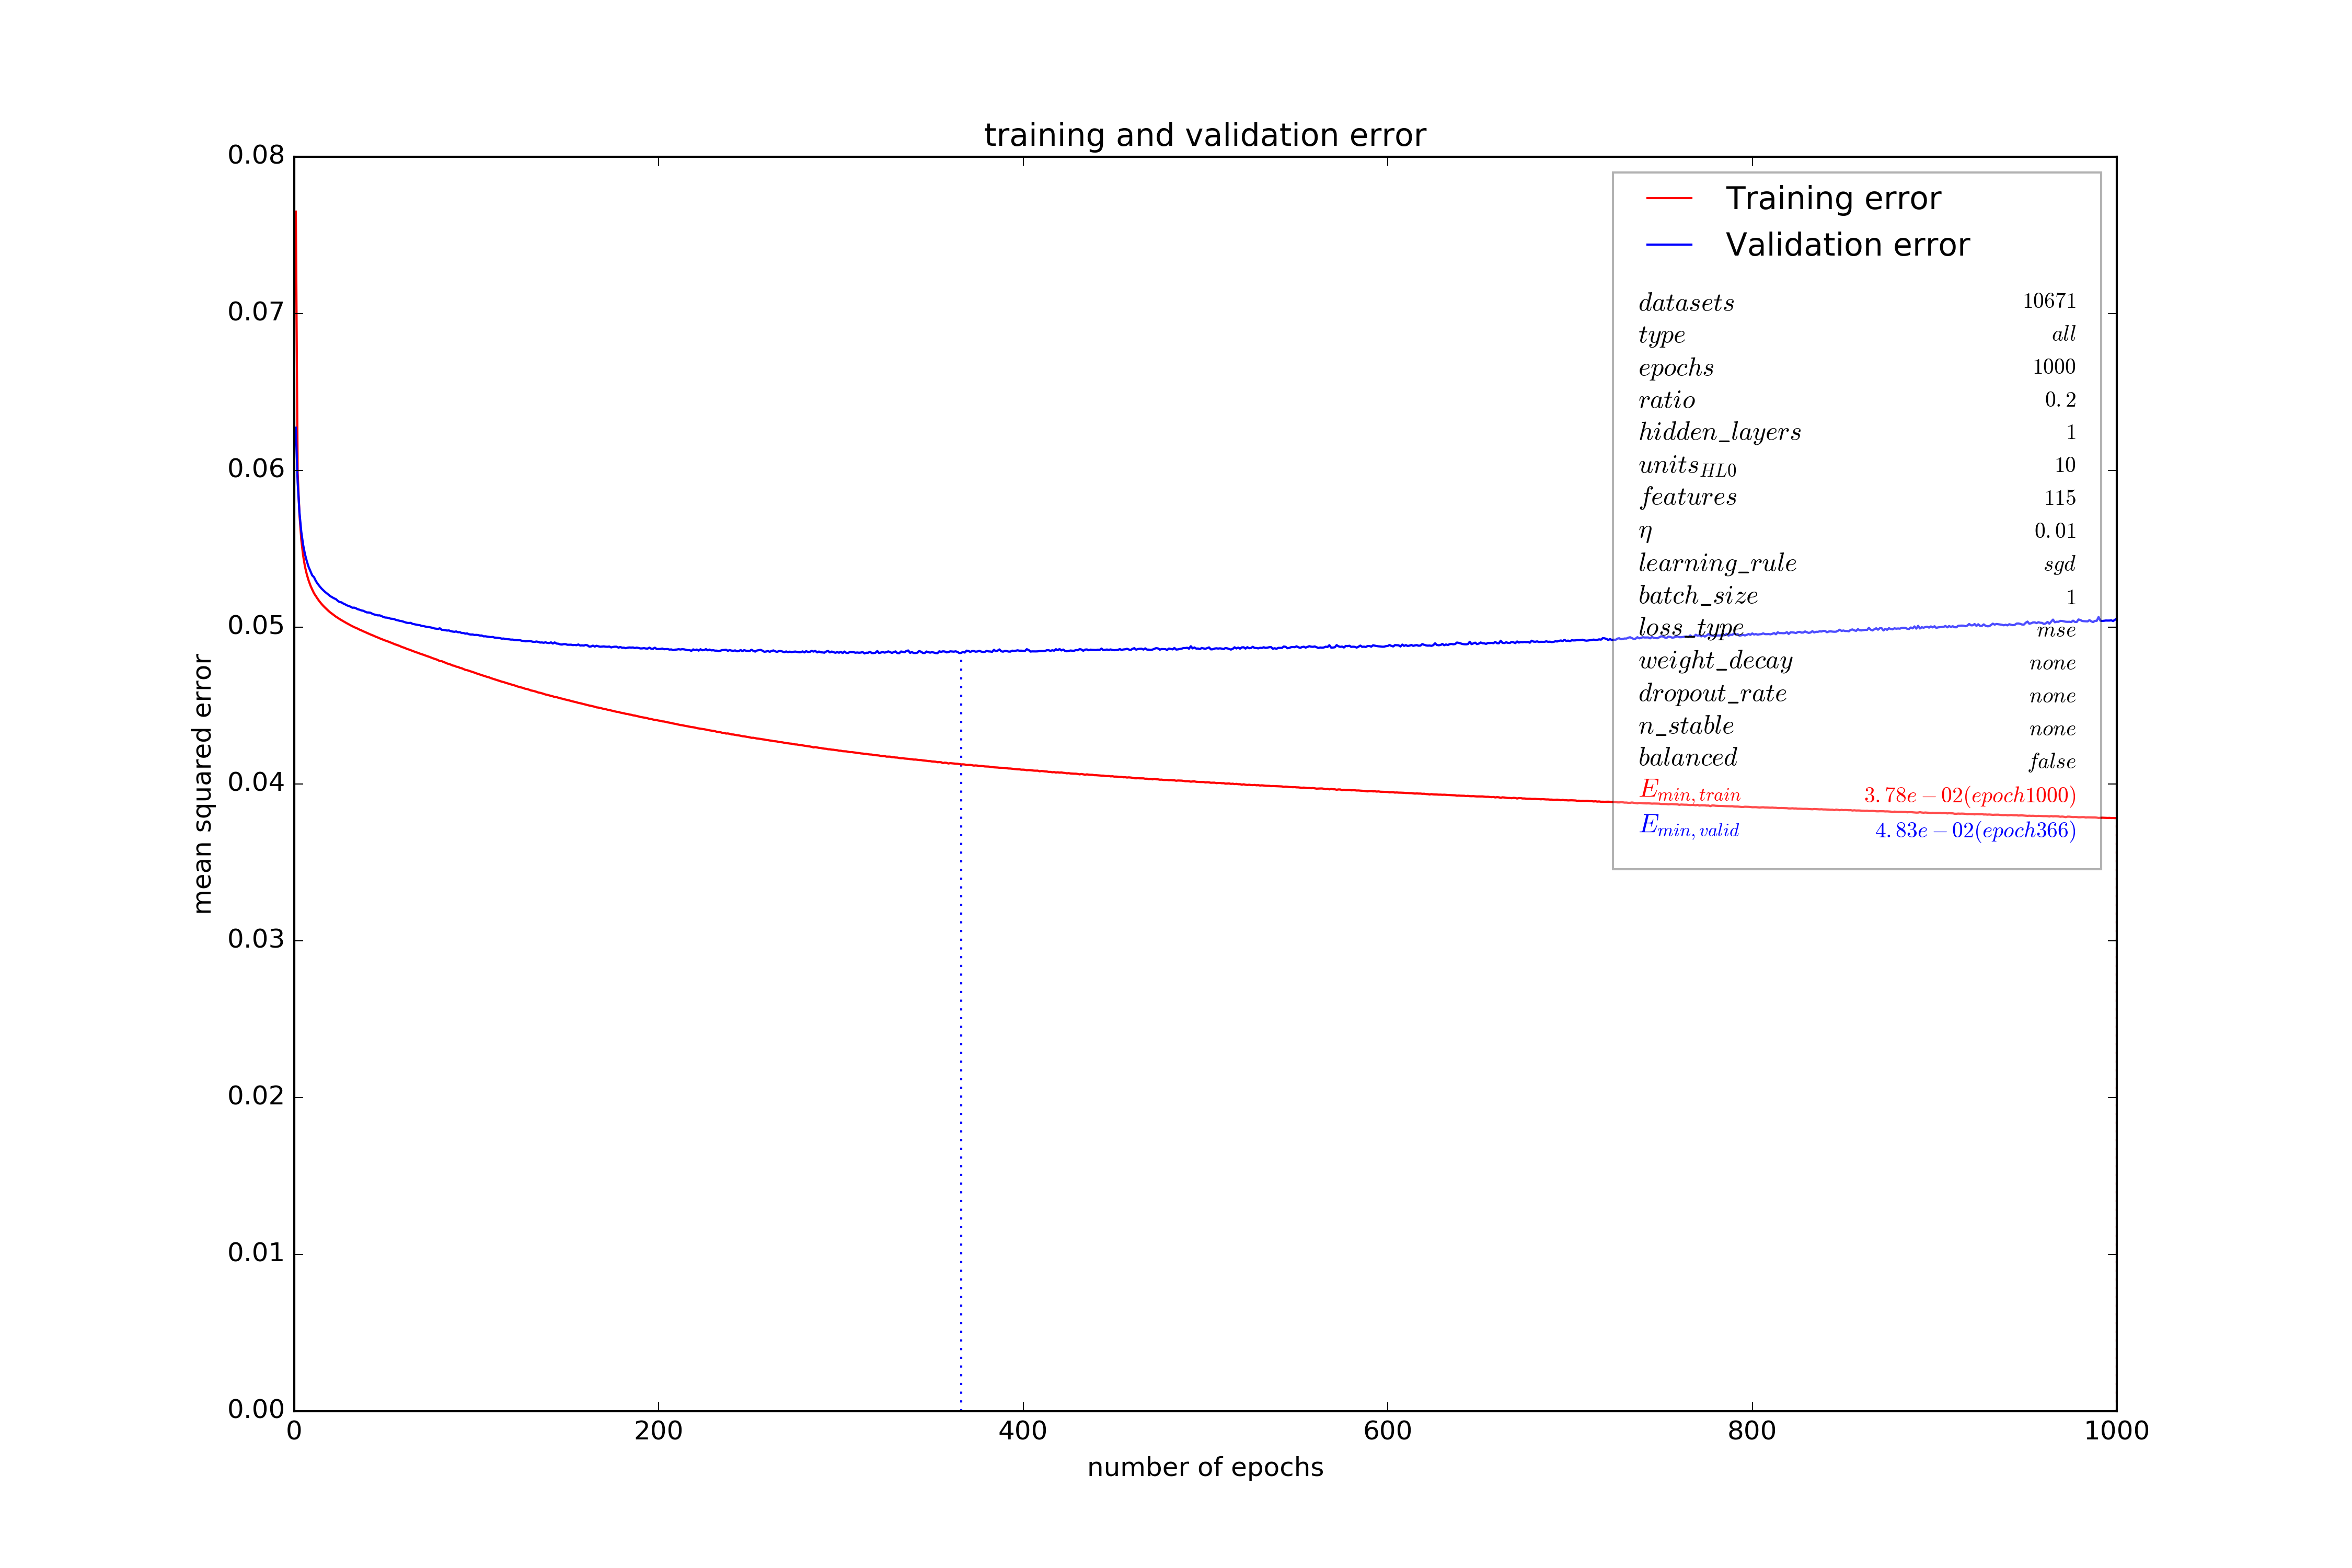 training and validation error
0.08
0.07
0.06
0.05
0.04
0.03
0.02
0.01
0.00
mean squared error
0 200 400 600 800 1000
number of epochs
Training error
Validation error
datasets 10671
type all
epochs 1000
ratio 0.2
hidden_layers 1
units_HL0 10
features 115
η 0.01
learning_rule sgd
batch_size 1
loss_type mse
weight_decay none
dropout_rate none
n_stable none
balanced false
E_min,train 3.78e−02(epoch1000)
E_min,valid 4.83e−02(epoch366)